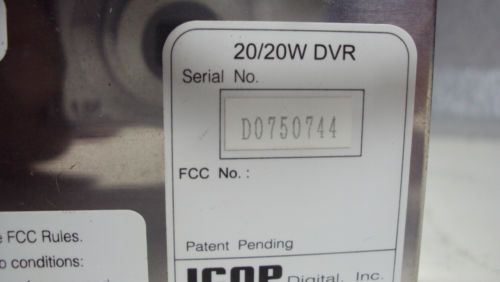 20/20W DVR
Serial No.
D0750744
FCC No. :
Patent Pending
ICOP Digital, Inc.
e FCC Rules.
o conditions: